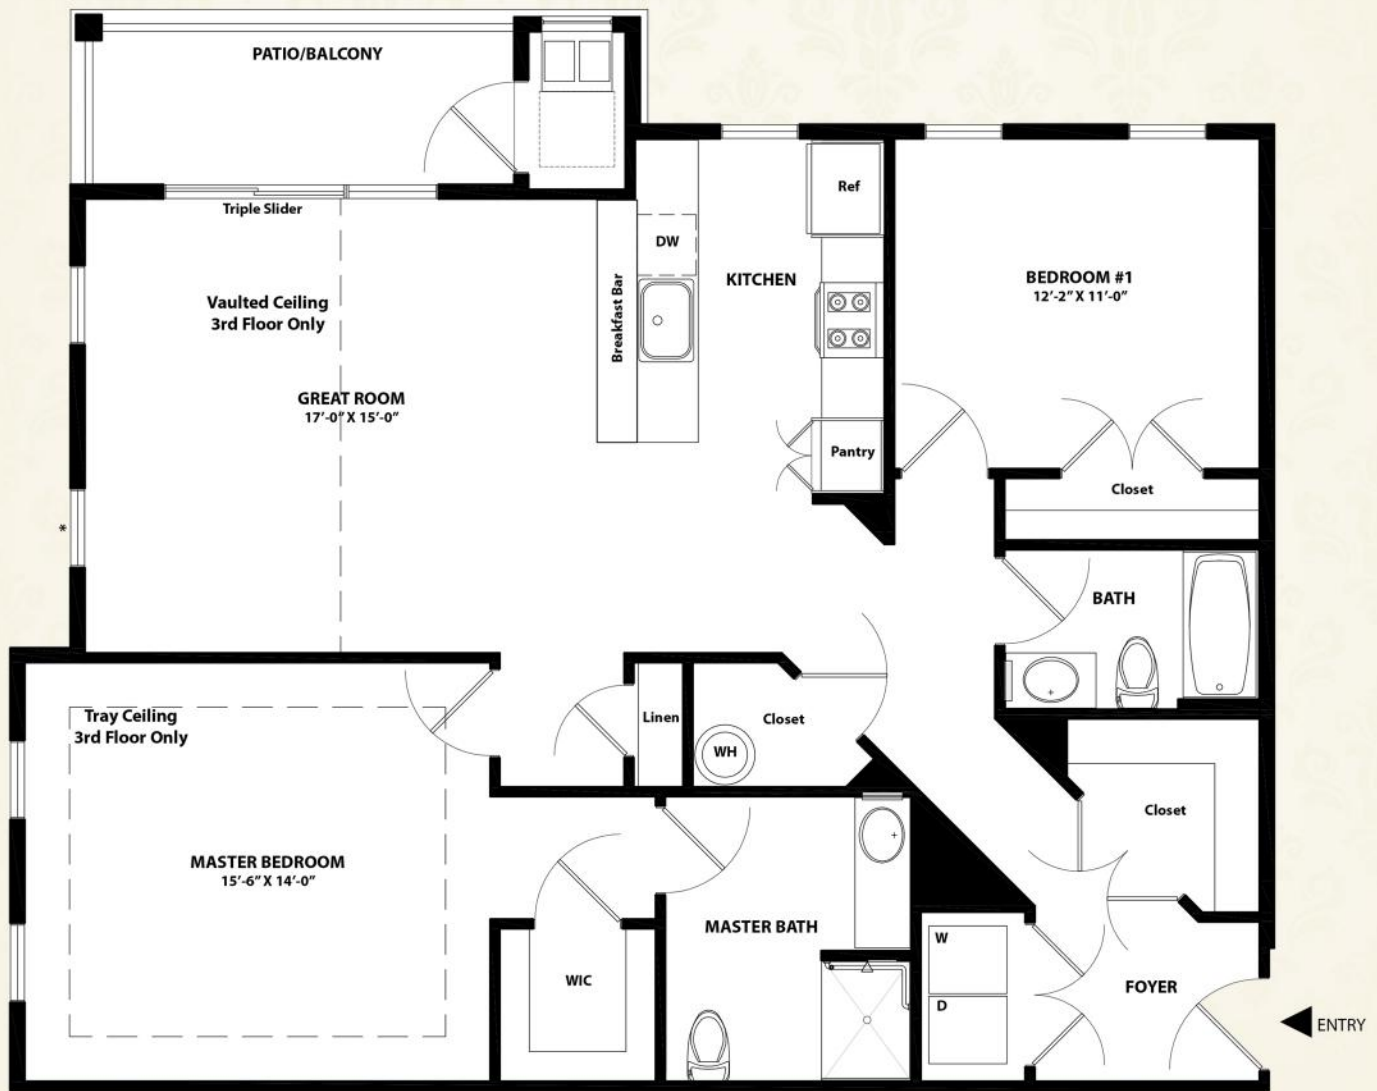 PATIO/BALCONY
Triple Slider
Vaulted Ceiling
3rd Floor Only
GREAT ROOM
17'-0" X 15'-0"
Breakfast Bar
DW
KITCHEN
Ref
Pantry
BEDROOM #1
12'-2" X 11'-0"
Closet
*
BATH
Tray Ceiling
3rd Floor Only
MASTER BEDROOM
15'-6" X 14'-0"
Linen
Closet
WH
Closet
MASTER BATH
WIC
W
D
FOYER
ENTRY